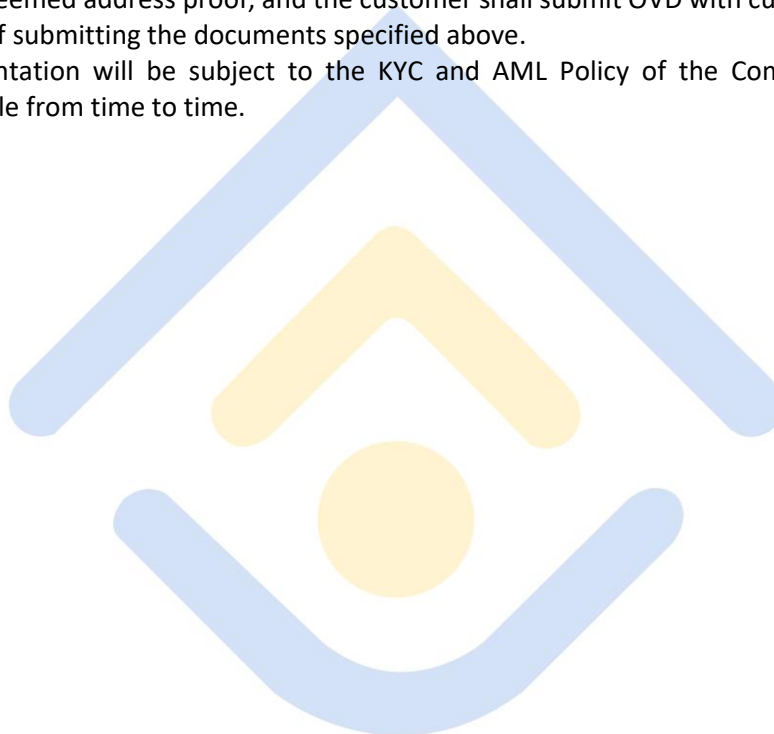 deemed address proof, and the customer shall submit OVD with cu
f submitting the documents specified above.
ntation will be subject to the KYC and AML Policy of the Con
le from time to time.